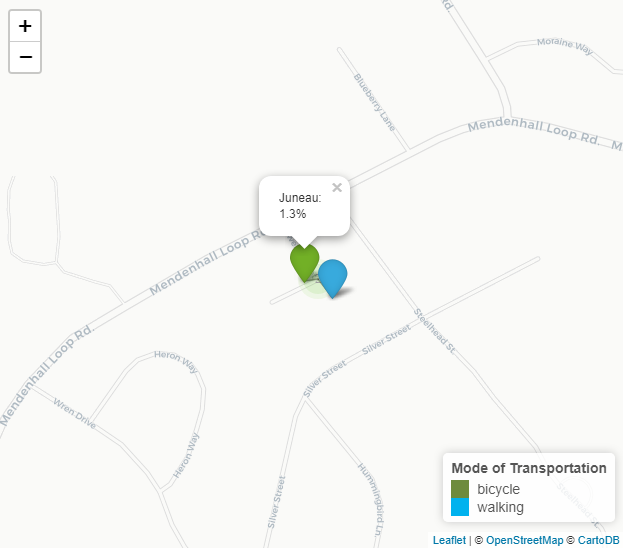 +
−
Rd.
Moraine Way
Blueberry Lane
Mendenhall Loop Rd.
M
×
Juneau:
1.3%
Mendenhall Loop Rd.
Mendenhall Loop Rd.
Steelhead St.
Silver Street
Silver Street
Heron Way
Wren Drive
Heron Way
Silver Street
Hummingbird Ln.
Mode of Transportation
bicycle
walking
Leaflet | © OpenStreetMap © CartoDB